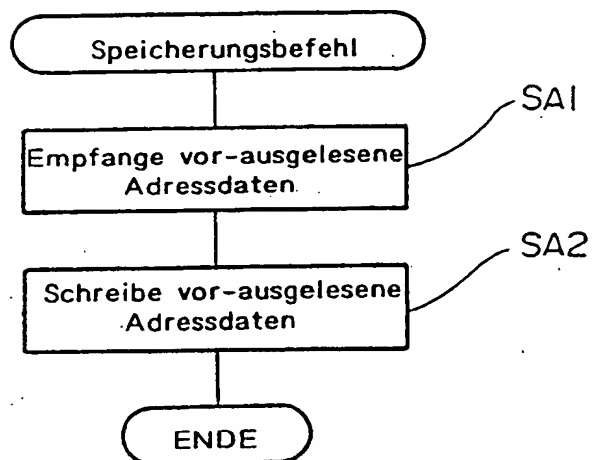 Speicherungsbefehl
SA1
Empfange vor-ausgelesene
Adressdaten
SA2
Schreibe vor-ausgelesene
Adressdaten
ENDE